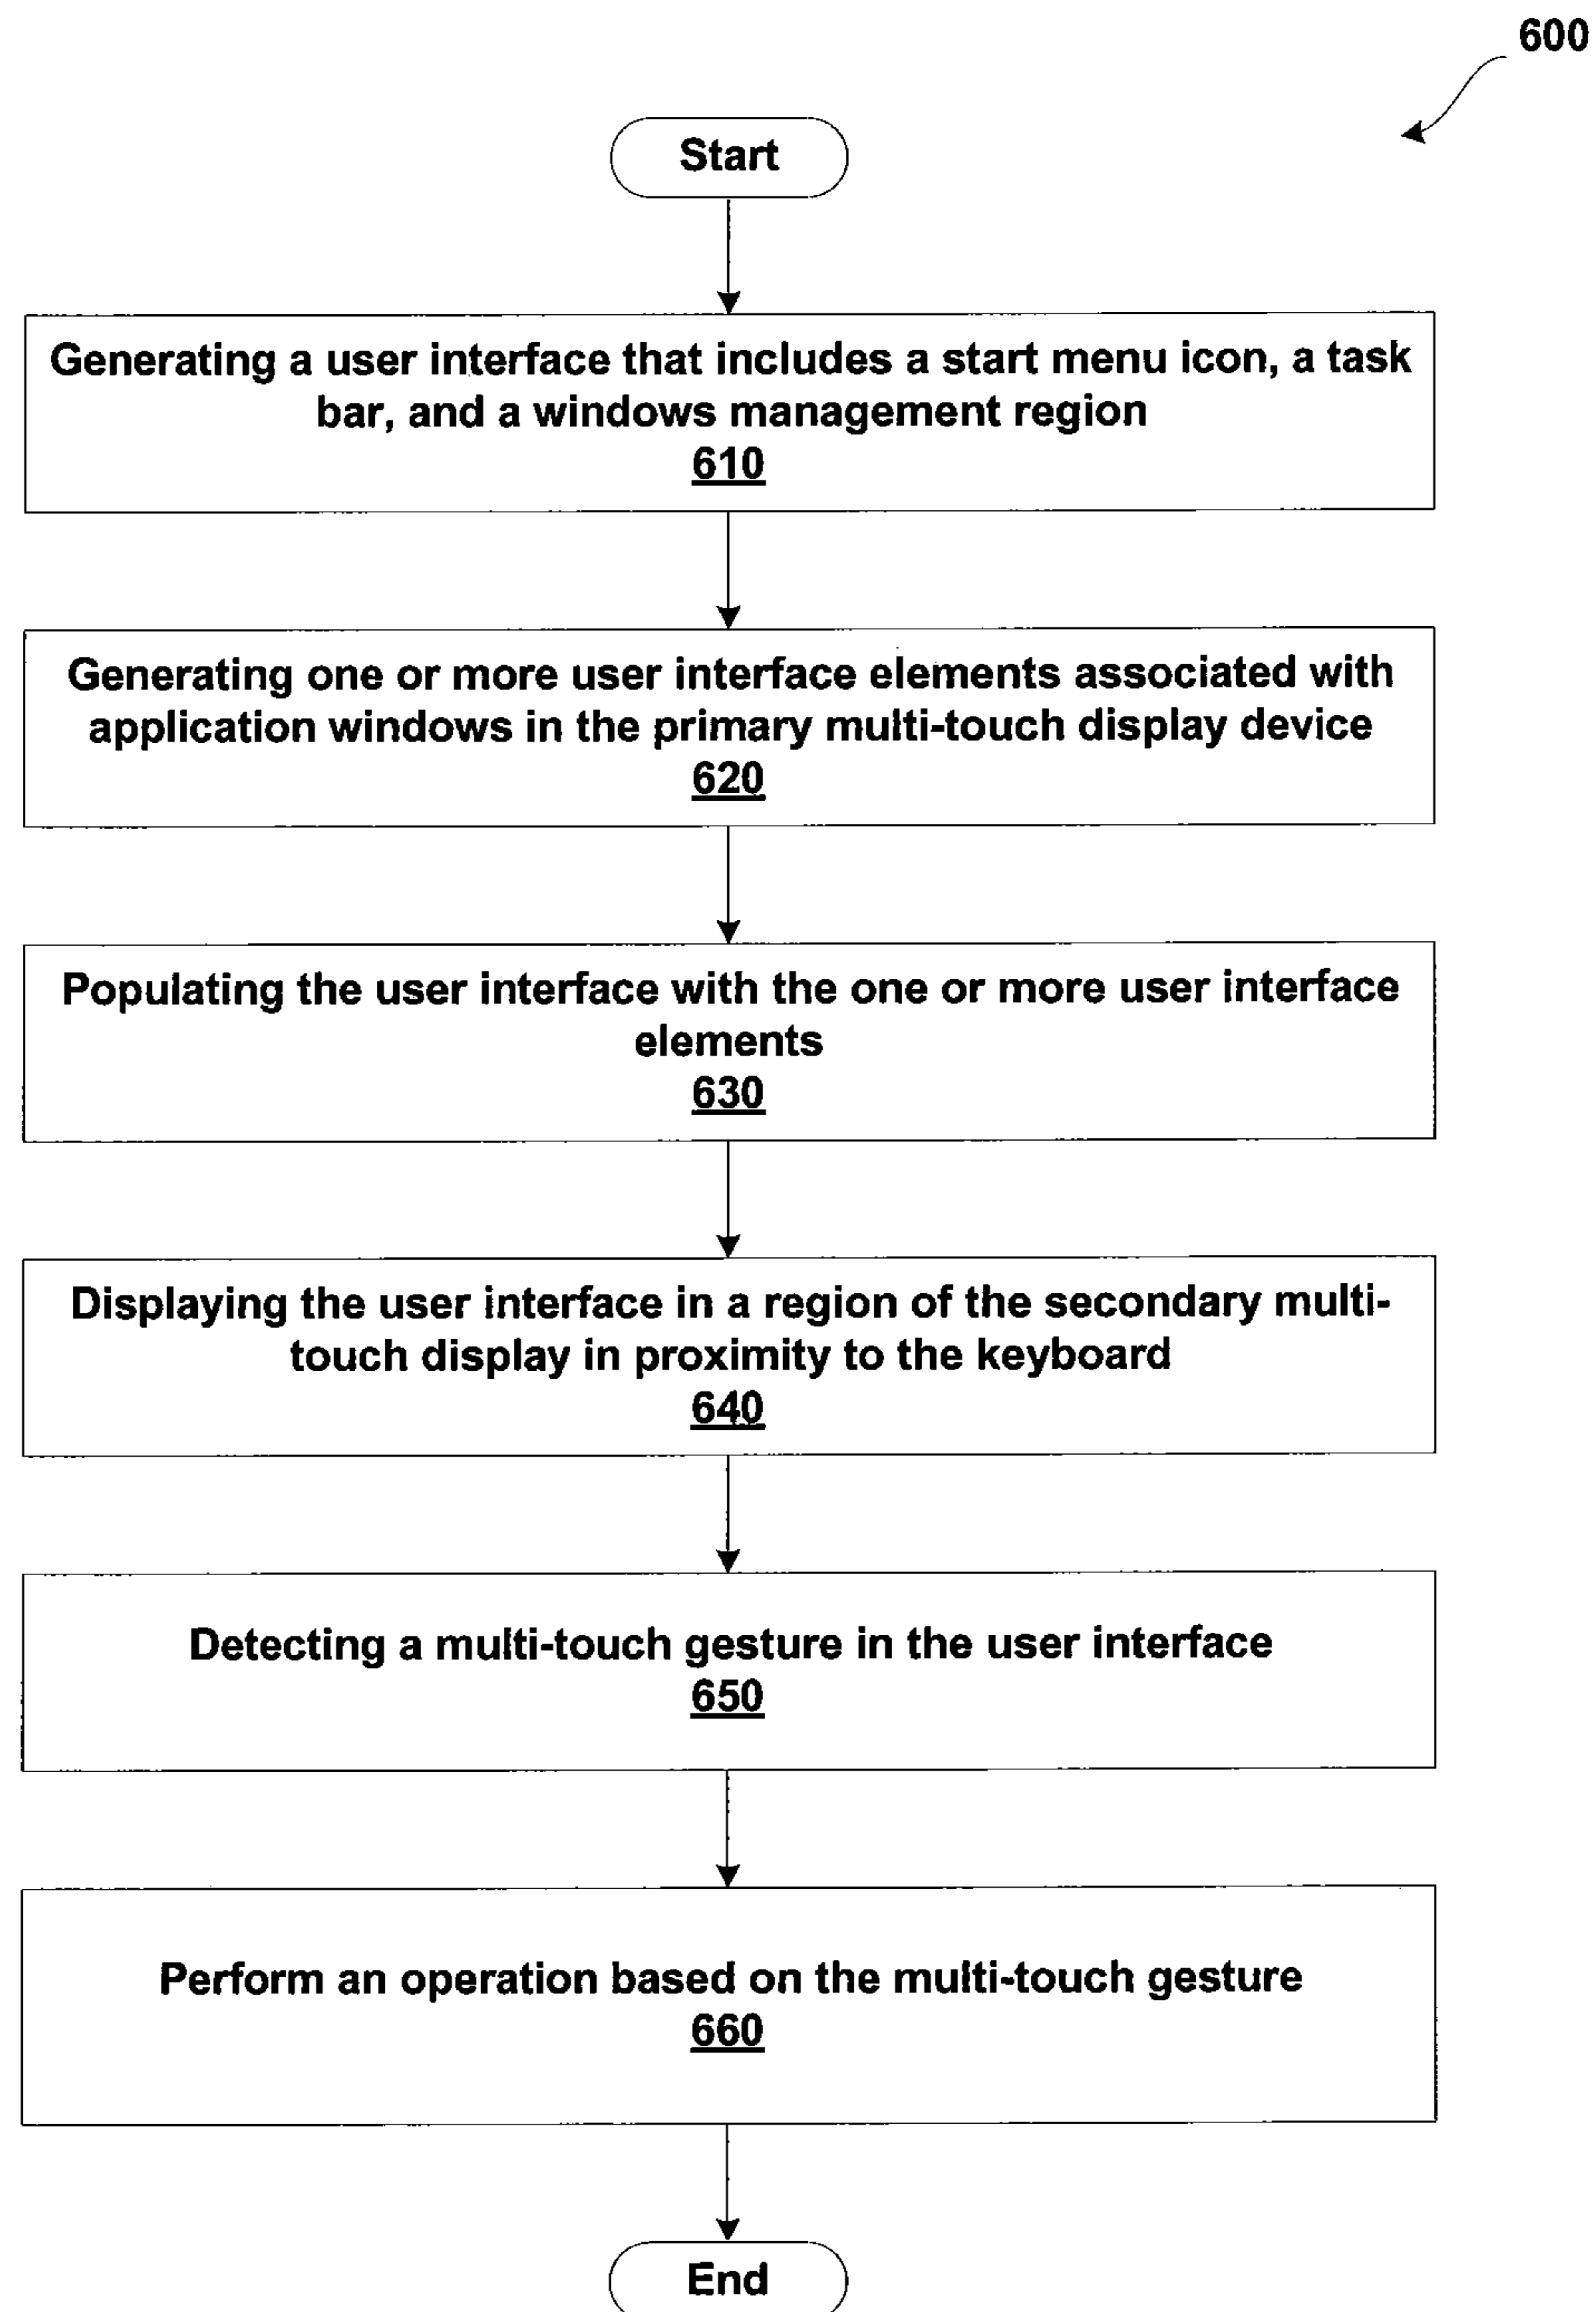 600
Start
Generating a user interface that includes a start menu icon, a task
bar, and a windows management region
610
Generating one or more user interface elements associated with
application windows in the primary multi-touch display device
620
Populating the user interface with the one or more user interface
elements
630
Displaying the user interface in a region of the secondary multi-
touch display in proximity to the keyboard
640
Detecting a multi-touch gesture in the user interface
650
Perform an operation based on the multi-touch gesture
660
End